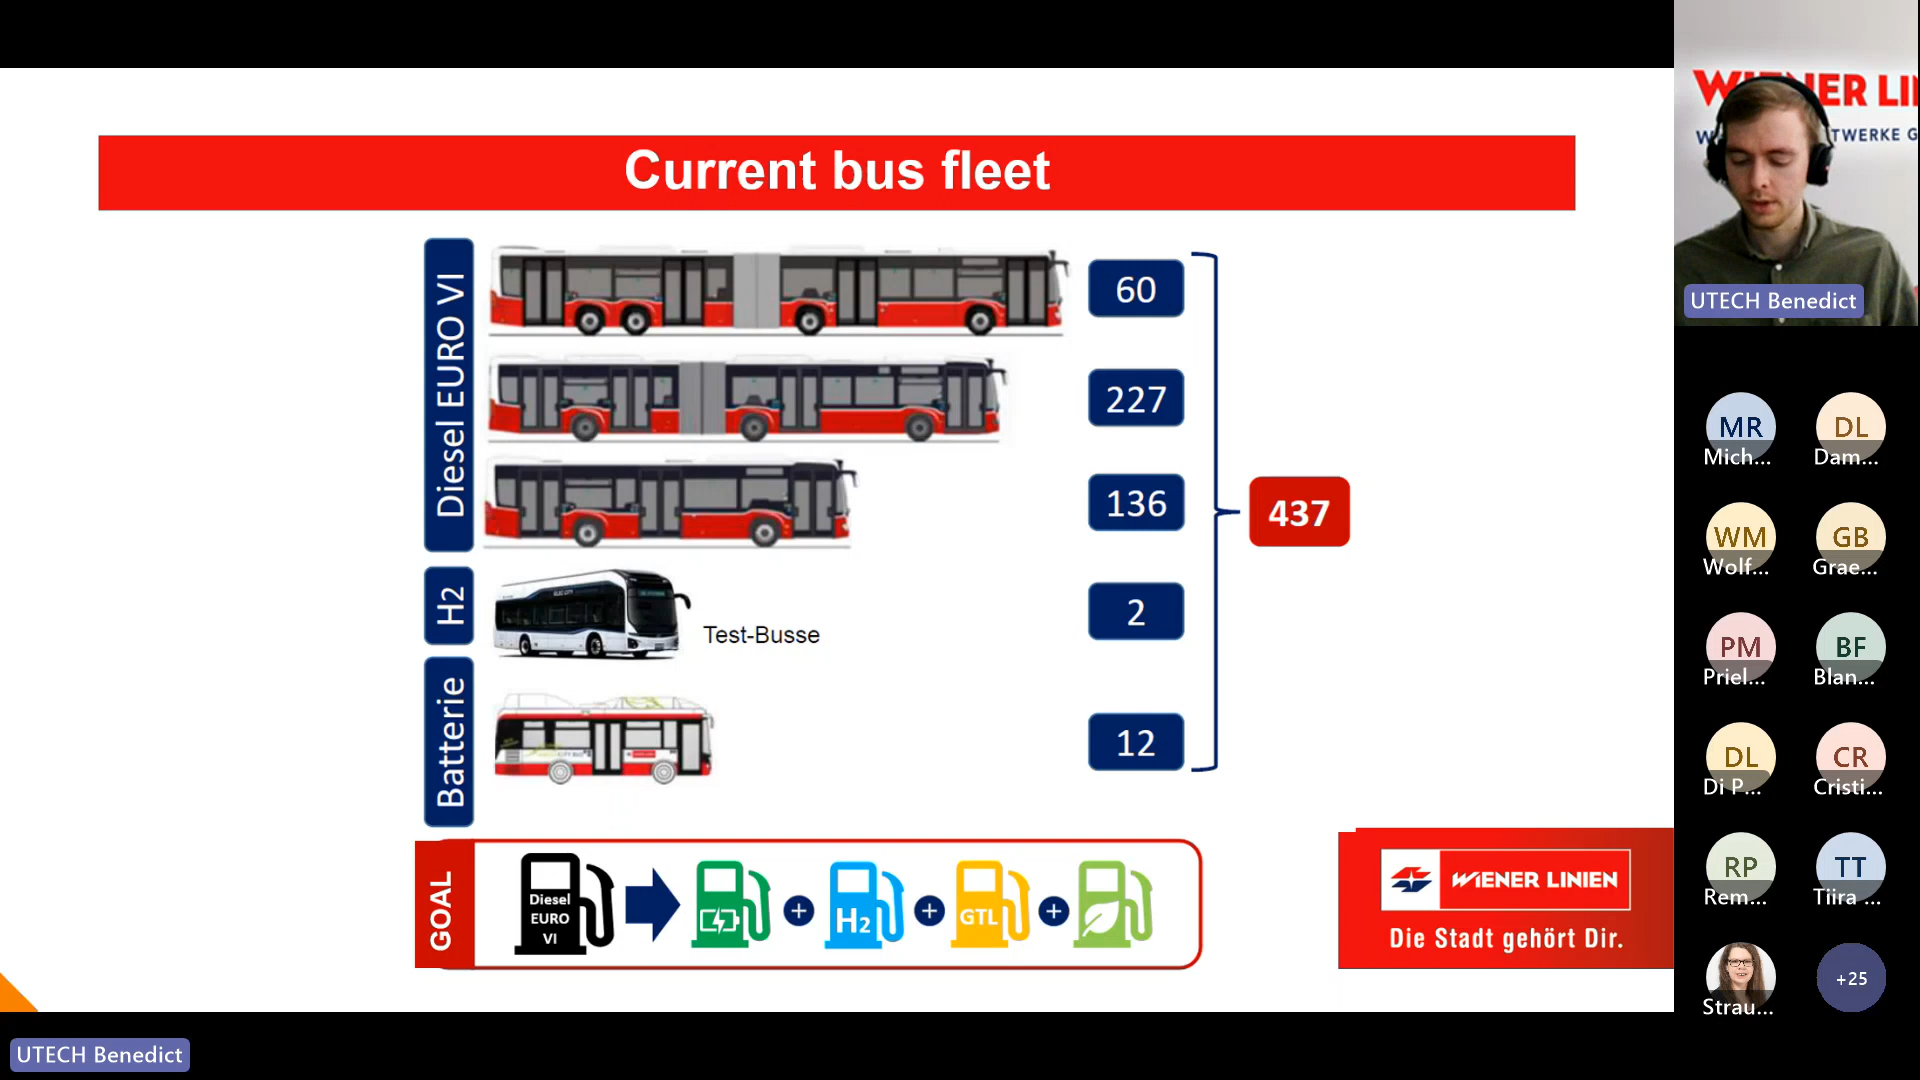 Current bus fleet
Diesel EURO VI
60
227
136
H2
Test-Busse
2
Batterie
12
437
GOAL
Diesel
EURO
VI
+
H2
+
GTL
+
WIENER LINIEN
Die Stadt gehört Dir.
UTECH Benedict
WIENER LI
W
TWERKE G
UTECH Benedict
MR
Mich...
DL
Dam...
WM
Wolf...
GB
Grae...
PM
Priel...
BF
Blan...
DL
Di P...
CR
Cristi...
RP
Rem...
TT
Tiira ...
Strau...
+25